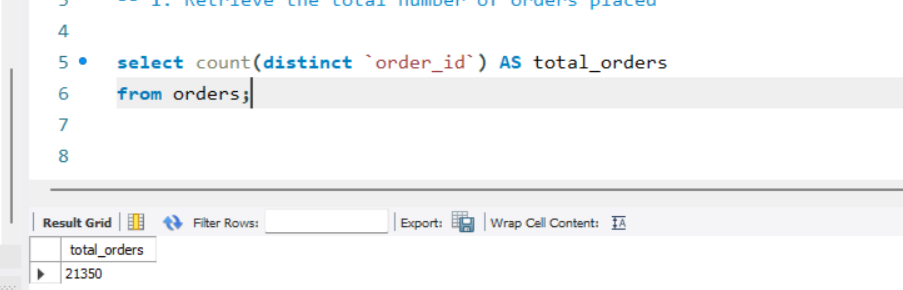 3 -- 1. Retrieve the total number of orders placed
4
5 select count(distinct `order_id`) AS total_orders
6 from orders;
7
8
Result Grid Filter Rows: Export: Wrap Cell Content: IA
total_orders
21350